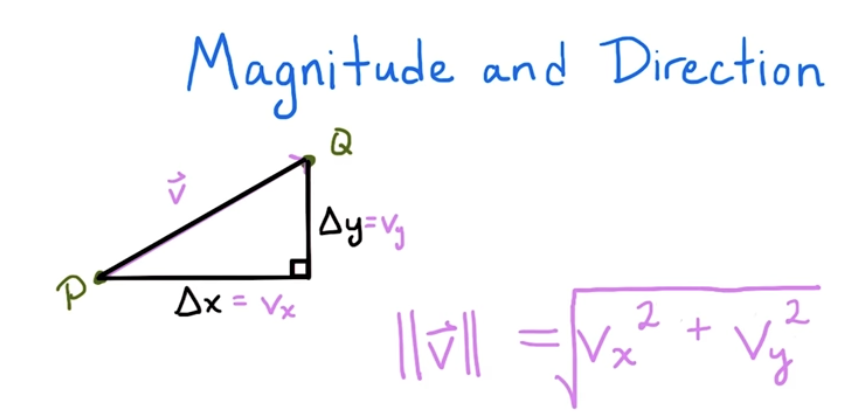 Magnitude and Direction
Q
v⃗
Δy=vy
P
Δx = vx
||v⃗|| = √vx² + vy²